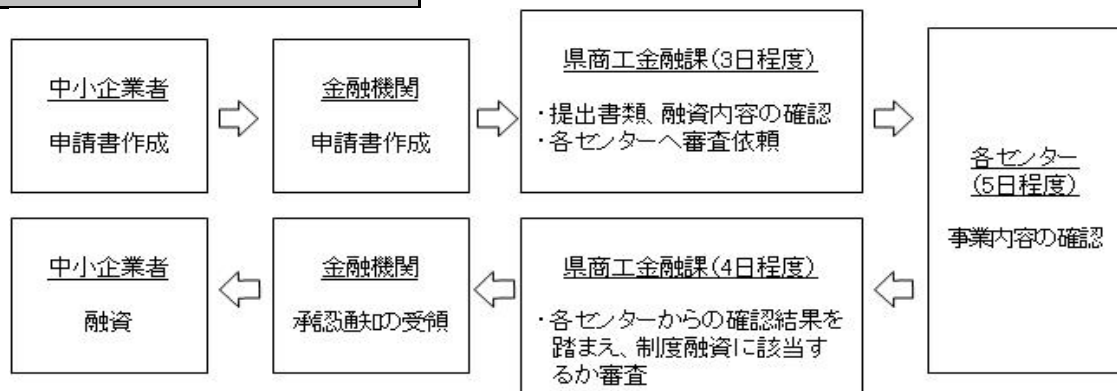 中小企業者
申請書作成
金融機関
申請書作成
県商工金融課(3日程度)
・提出書類、融資内容の確認
・各センターへ審査依頼
各センター
(5日程度)
事業内容の確認
県商工金融課(4日程度)
・各センターからの確認結果を
踏まえ、制度融資に該当す
るか審査
金融機関
承認通知の受領
中小企業者
融資